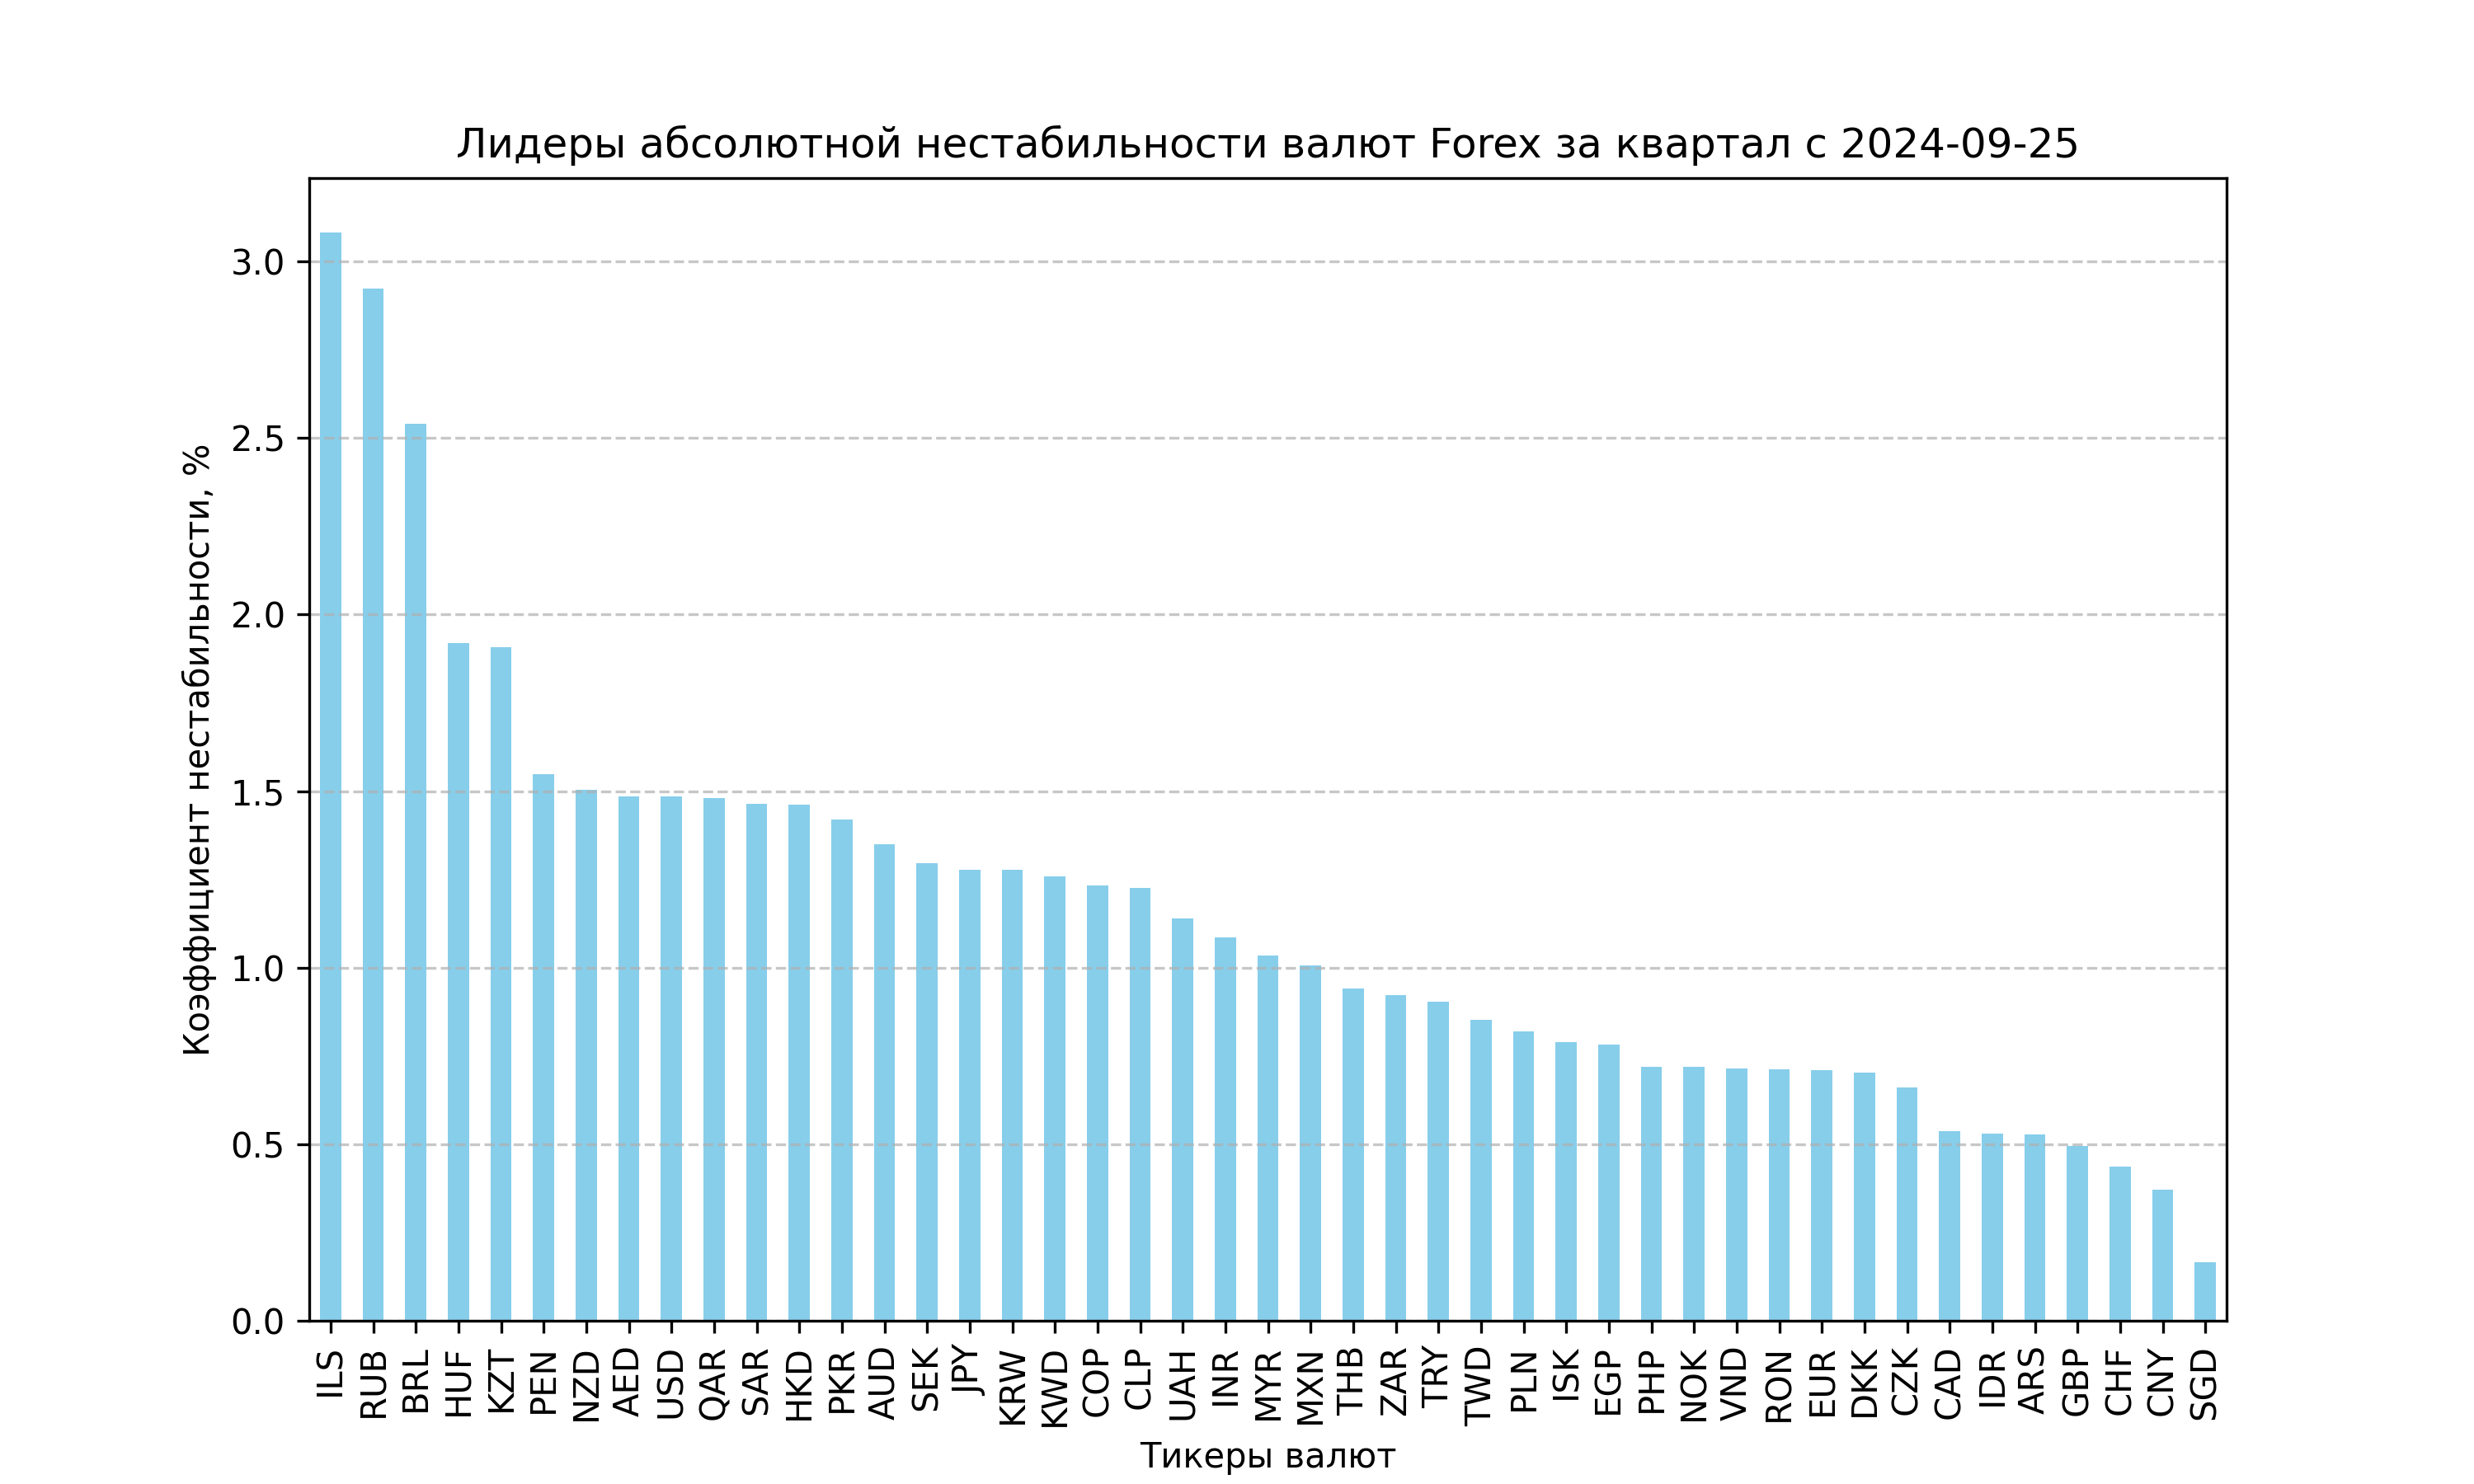 Лидеры абсолютной нестабильности валют Forex за квартал с 2024-09-25
Коэффициент нестабильности, %
3.0
2.5
2.0
1.5
1.0
0.5
0.0
ILS RUB BRL HUF KZT PEN NZD AED USD QAR SAR HKD PKR AUD SEK JPY KRW KWD COP CLP UAH INR MYR MXN THB ZAR TRY TWD PLN ISK EGP PHP NOK VND RON EUR DKK CZK CAD IDR ARS GBP CHF CNY SGD
Тикеры валют